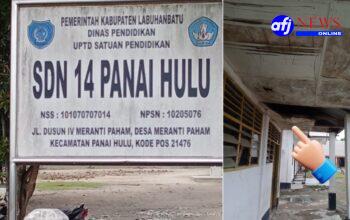 PEMERINTAH KABUPATEN LABUHANBATU
DINAS PENDIDIKAN
UPTD SATUAN PENDIDIKAN
SDN 14 PANAI HULU
NSS : 101070707014 NPSN : 10205076
JL. DUSUN IV MERANTI PAHAM, DESA MERANTI PAHAM
KECAMATAN PANAI HULU, KODE POS 21476
afj NEWS
ONLINE